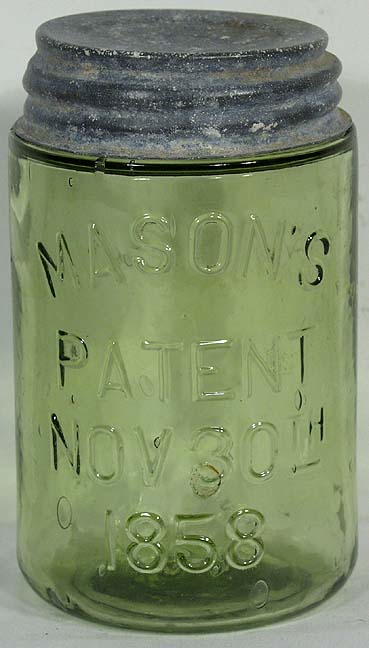 MASON'S
PATENT
NOV 30TH
1858